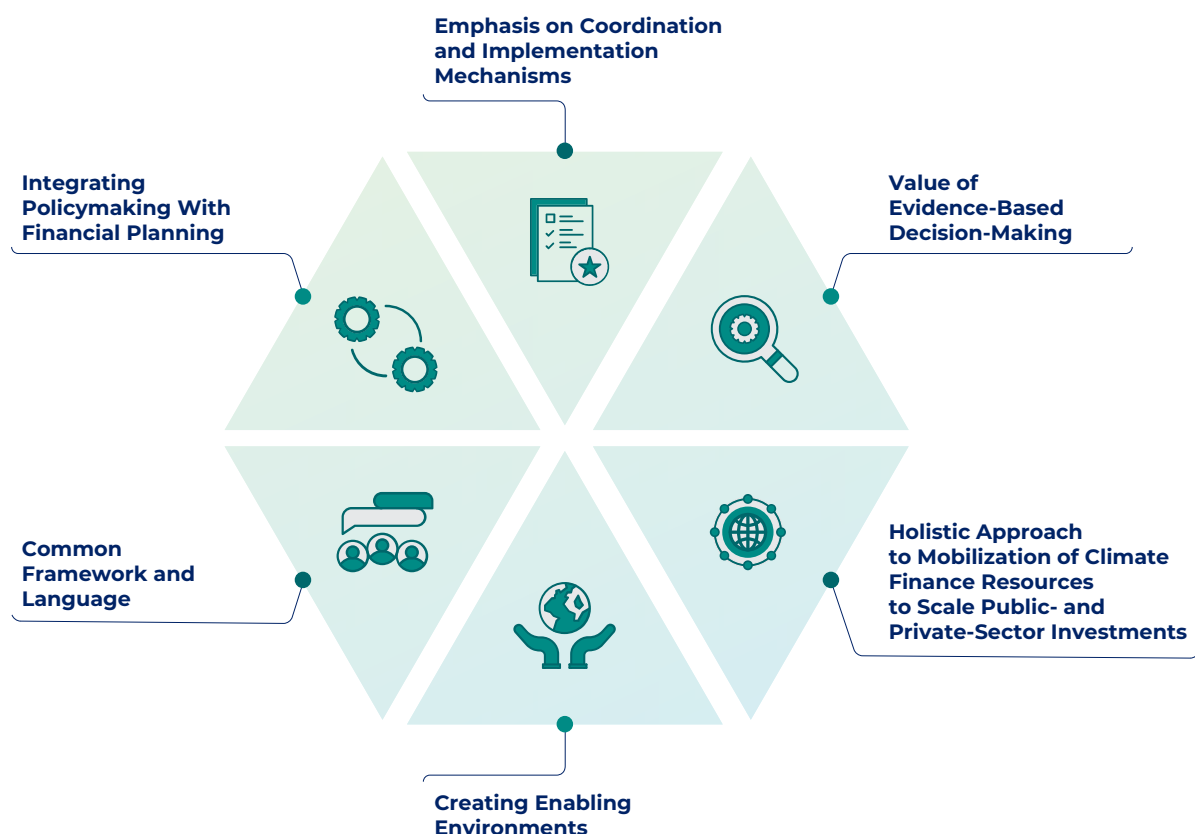 Emphasis on Coordination
and Implementation
Mechanisms
Integrating
Policymaking With
Financial Planning
Value of
Evidence-Based
Decision-Making
Common
Framework and
Language
Holistic Approach
to Mobilization of Climate
Finance Resources
to Scale Public- and
Private-Sector Investments
Creating Enabling
Environments